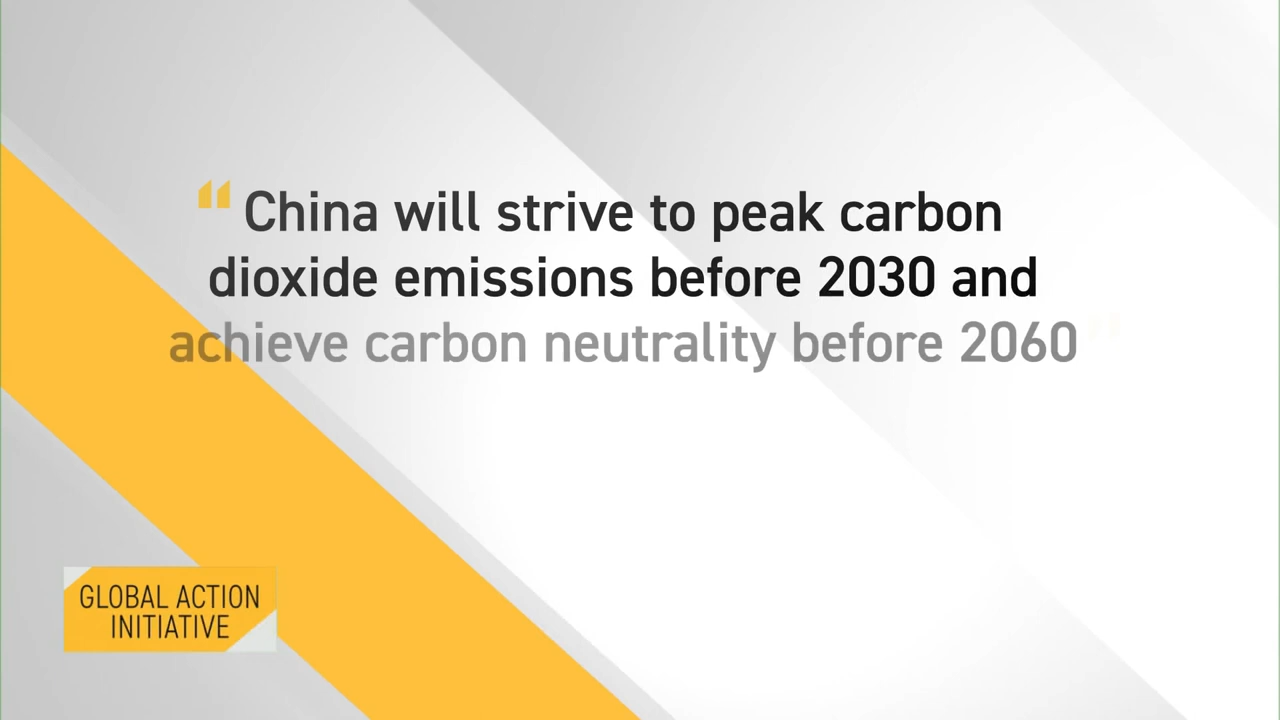 “China will strive to peak carbon
dioxide emissions before 2030 and
achieve carbon neutrality before 2060”
GLOBAL ACTION
INITIATIVE